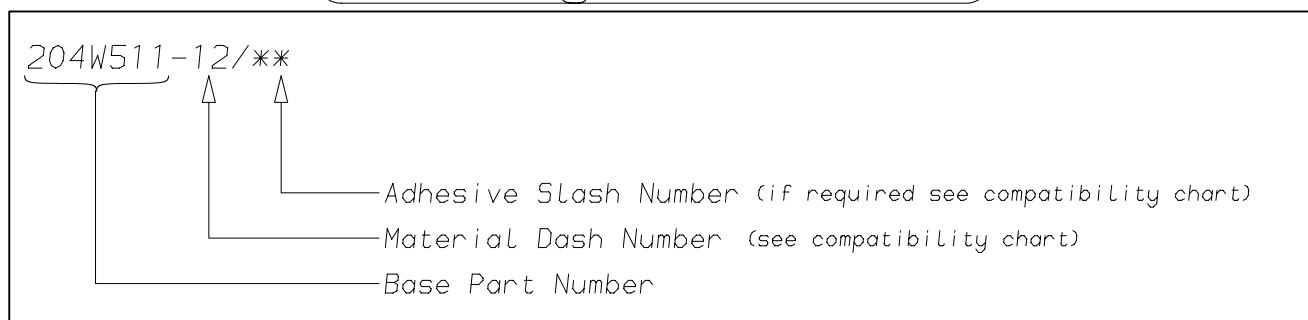 204W511-12/**
Adhesive Slash Number (if required see compatibility chart)
Material Dash Number (see compatibility chart)
Base Part Number